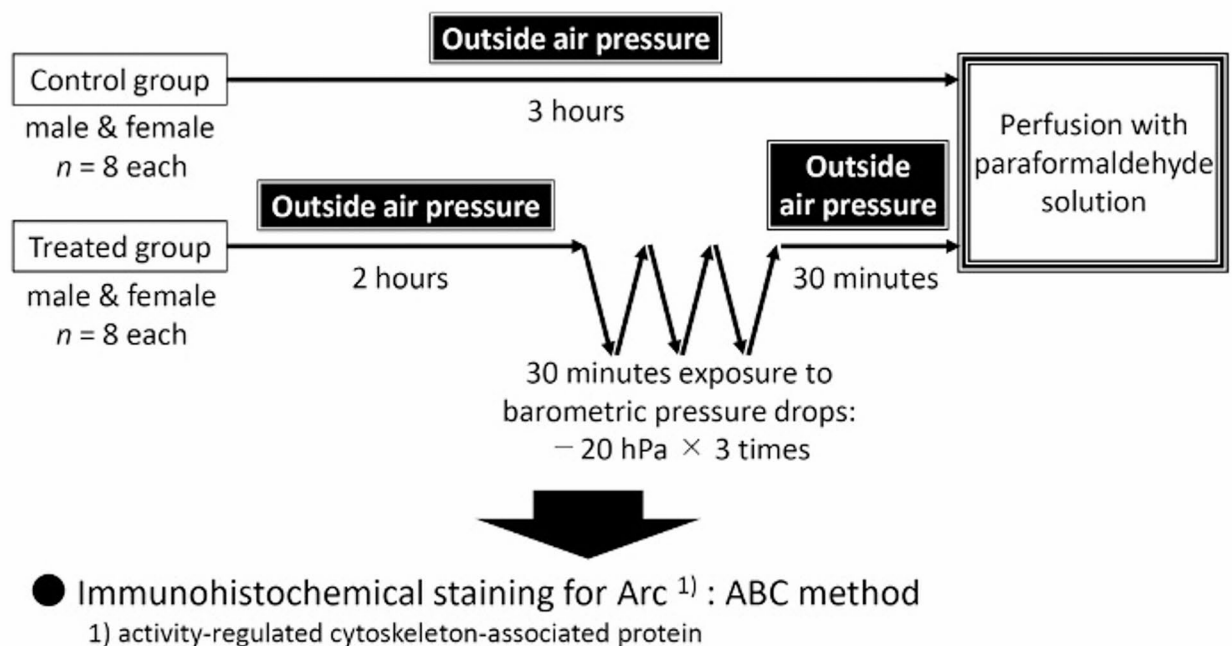 Outside air pressure
Control group
3 hours
male & female
n = 8 each
Perfusion with
paraformaldehyde
solution
Outside
air pressure
Outside air pressure
Treated group
2 hours
30 minutes
male & female
n = 8 each
30 minutes exposure to
barometric pressure drops:
− 20 hPa × 3 times
● Immunohistochemical staining for Arc 1) : ABC method
1) activity-regulated cytoskeleton-associated protein